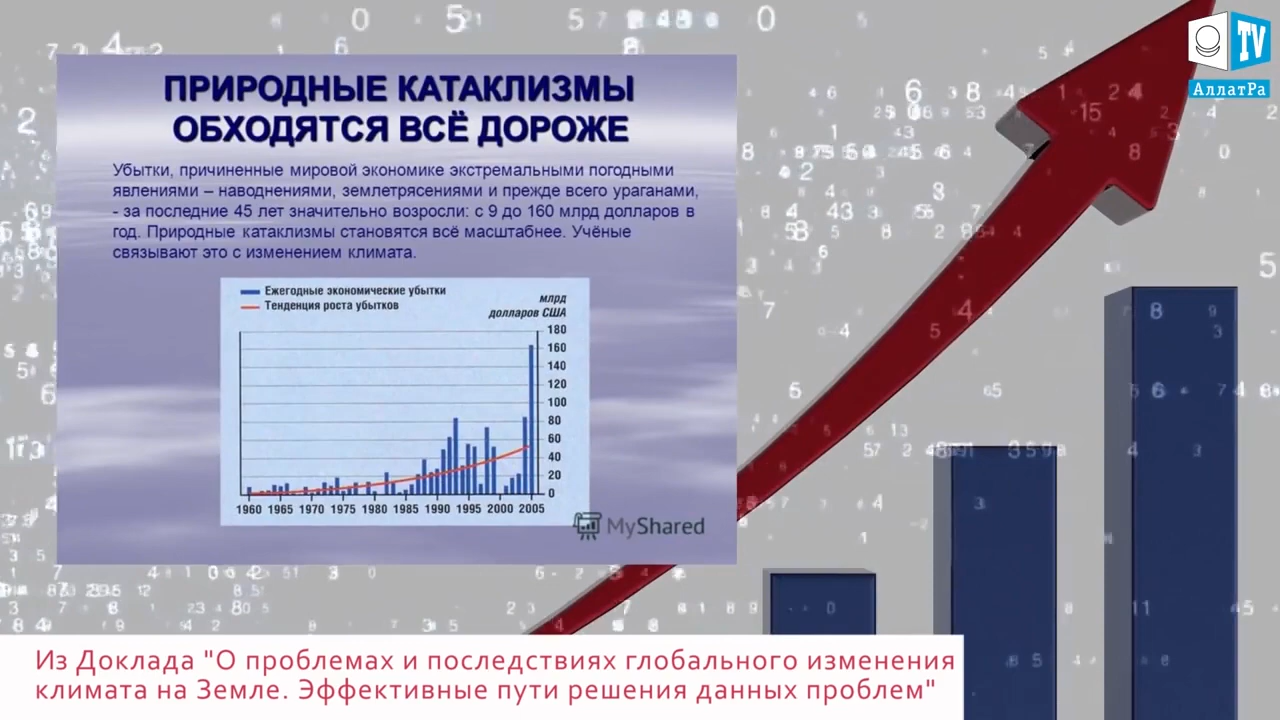 TV
АллатРа
ПРИРОДНЫЕ КАТАКЛИЗМЫ
ОБХОДЯТСЯ ВСЁ ДОРОЖЕ
Убытки, причиненные мировой экономике экстремальными погодными
явлениями – наводнениями, землетрясениями и прежде всего ураганами,
- за последние 45 лет значительно возросли: с 9 до 160 млрд долларов в
год. Природные катаклизмы становятся всё масштабнее. Учёные
связывают это с изменением климата.
Ежегодные экономические убытки
Тенденция роста убытков
млрд
долларов США
180
160
140
120
100
80
60
40
20
0
1960 1965 1970 1975 1980 1985 1990 1995 2000 2005
MyShared
Из Доклада "О проблемах и последствиях глобального изменения
климата на Земле. Эффективные пути решения данных проблем"